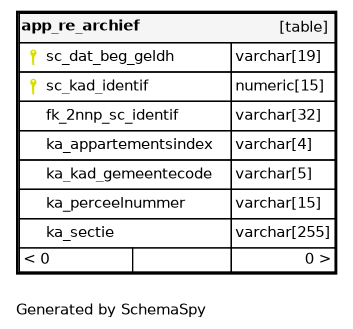 app_re_archief [table]
sc_dat_beg_geldh varchar[19]
sc_kad_identif numeric[15]
fk_2nnp_sc_identif varchar[32]
ka_appartementsindex varchar[4]
ka_kad_gemeentecode varchar[5]
ka_perceelnummer varchar[15]
ka_sectie varchar[255]
< 0 0 >
Generated by SchemaSpy